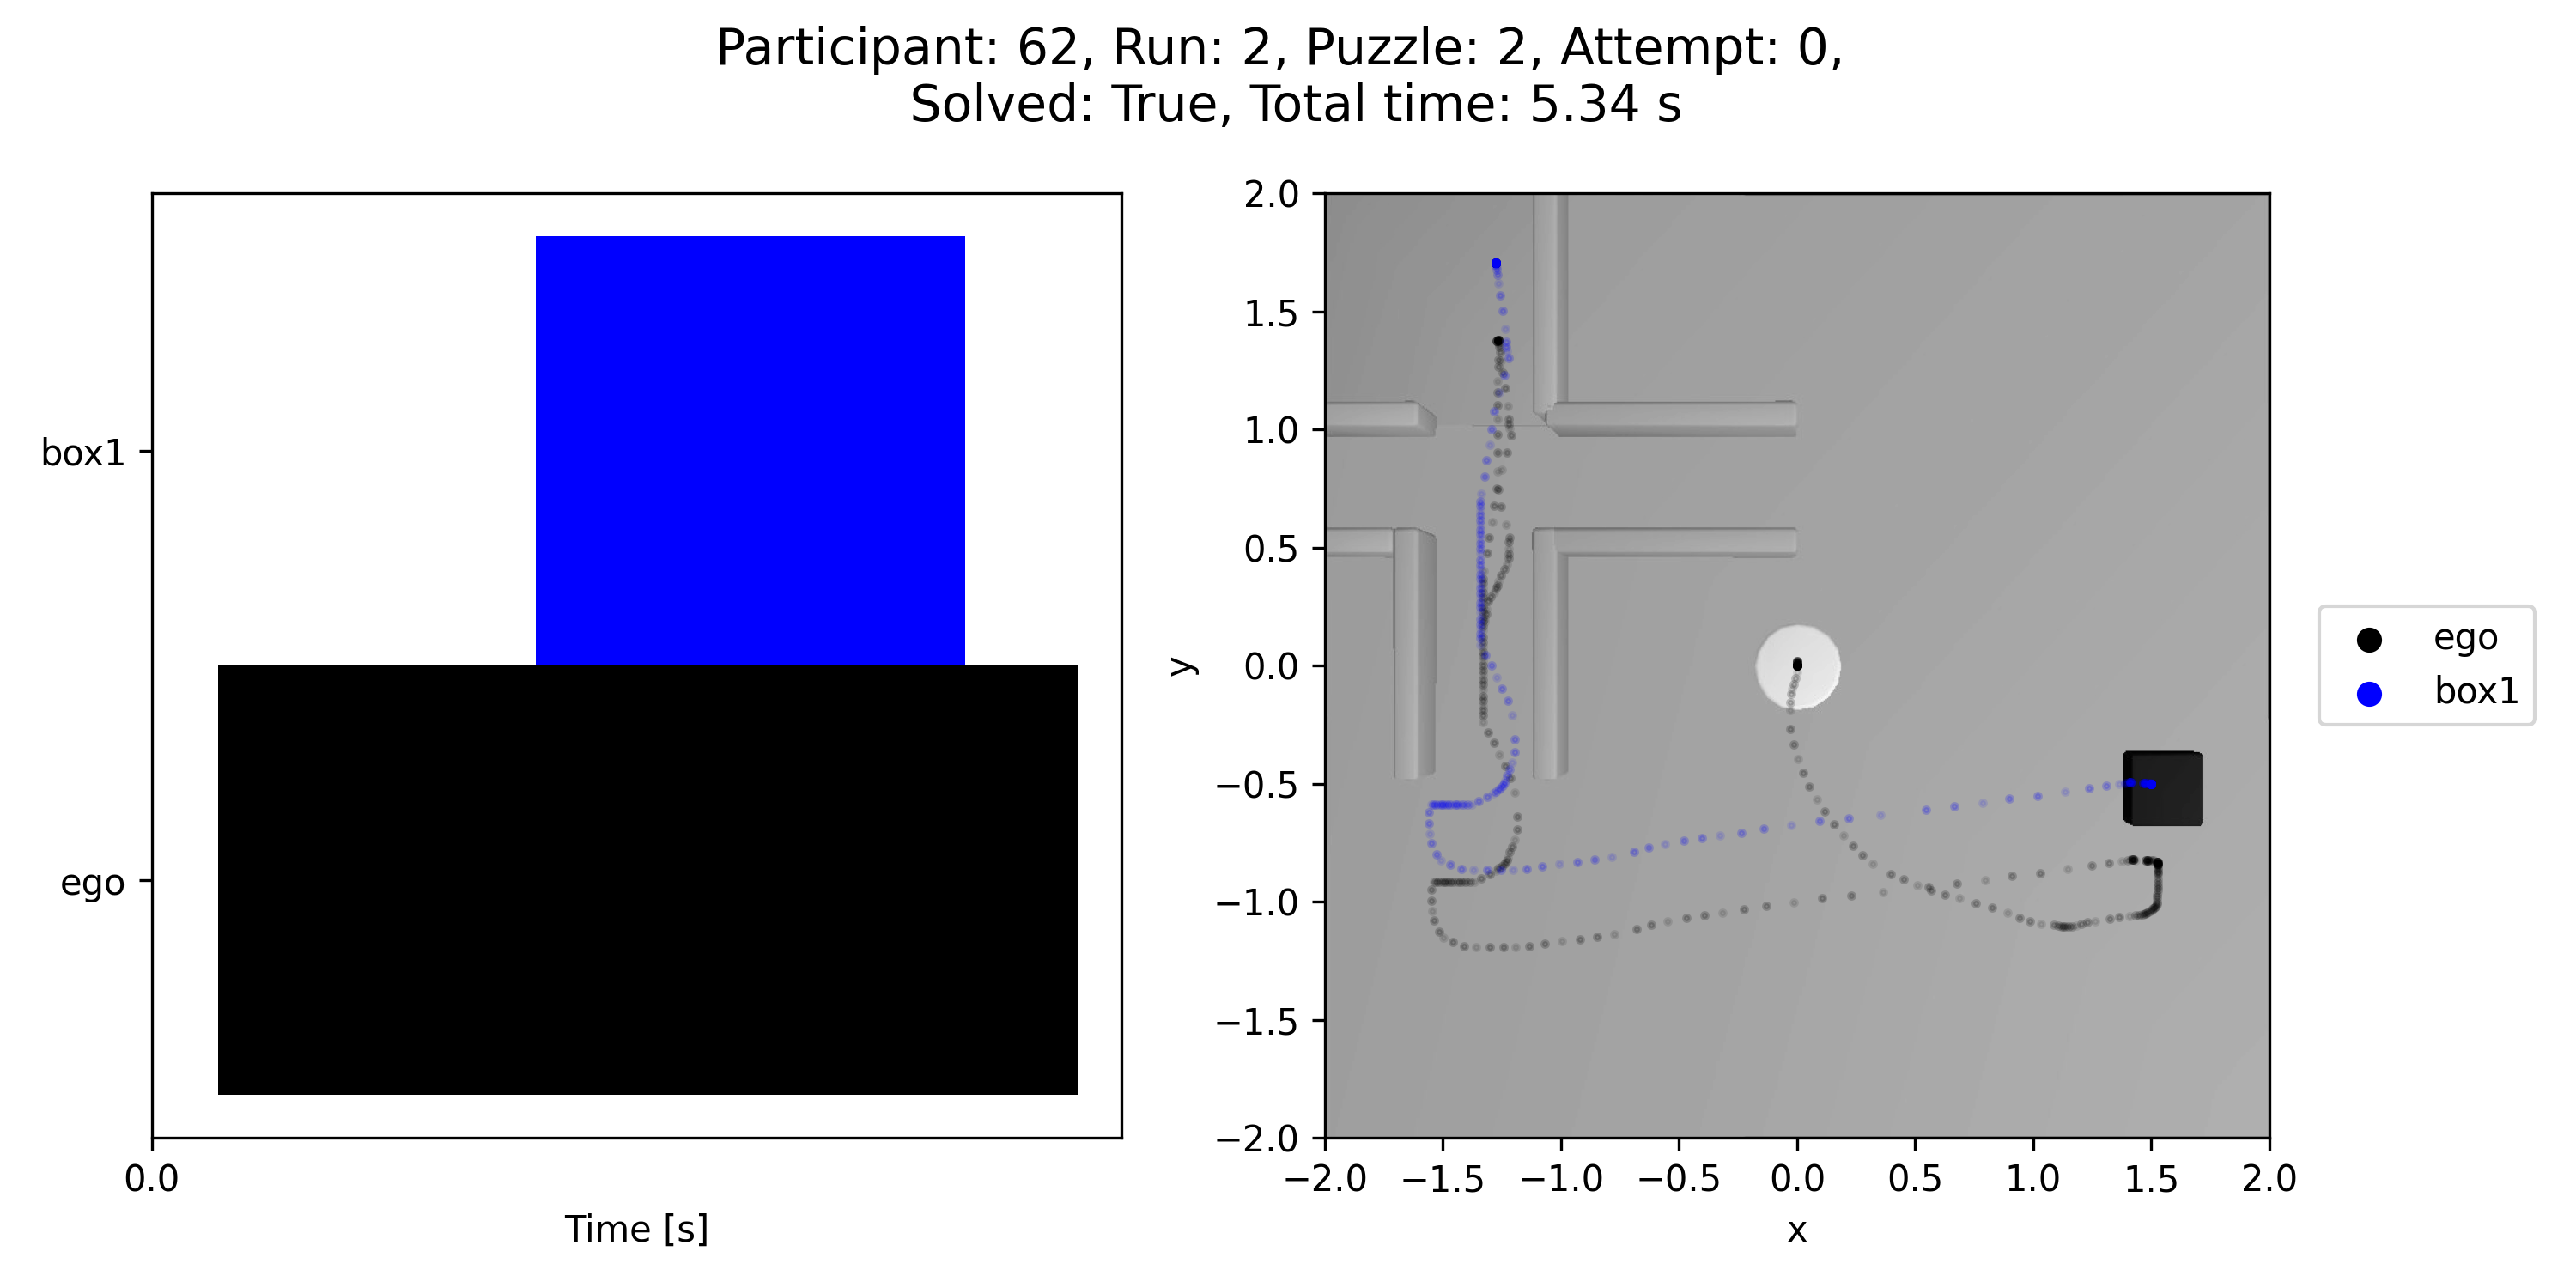 Participant: 62, Run: 2, Puzzle: 2, Attempt: 0,
Solved: True, Total time: 5.34 s
box1
ego
0.0
Time [s]
2.0
1.5
1.0
0.5
0.0
−0.5
−1.0
−1.5
−2.0
y
−2.0 −1.5 −1.0 −0.5 0.0 0.5 1.0 1.5 2.0
x
ego
box1